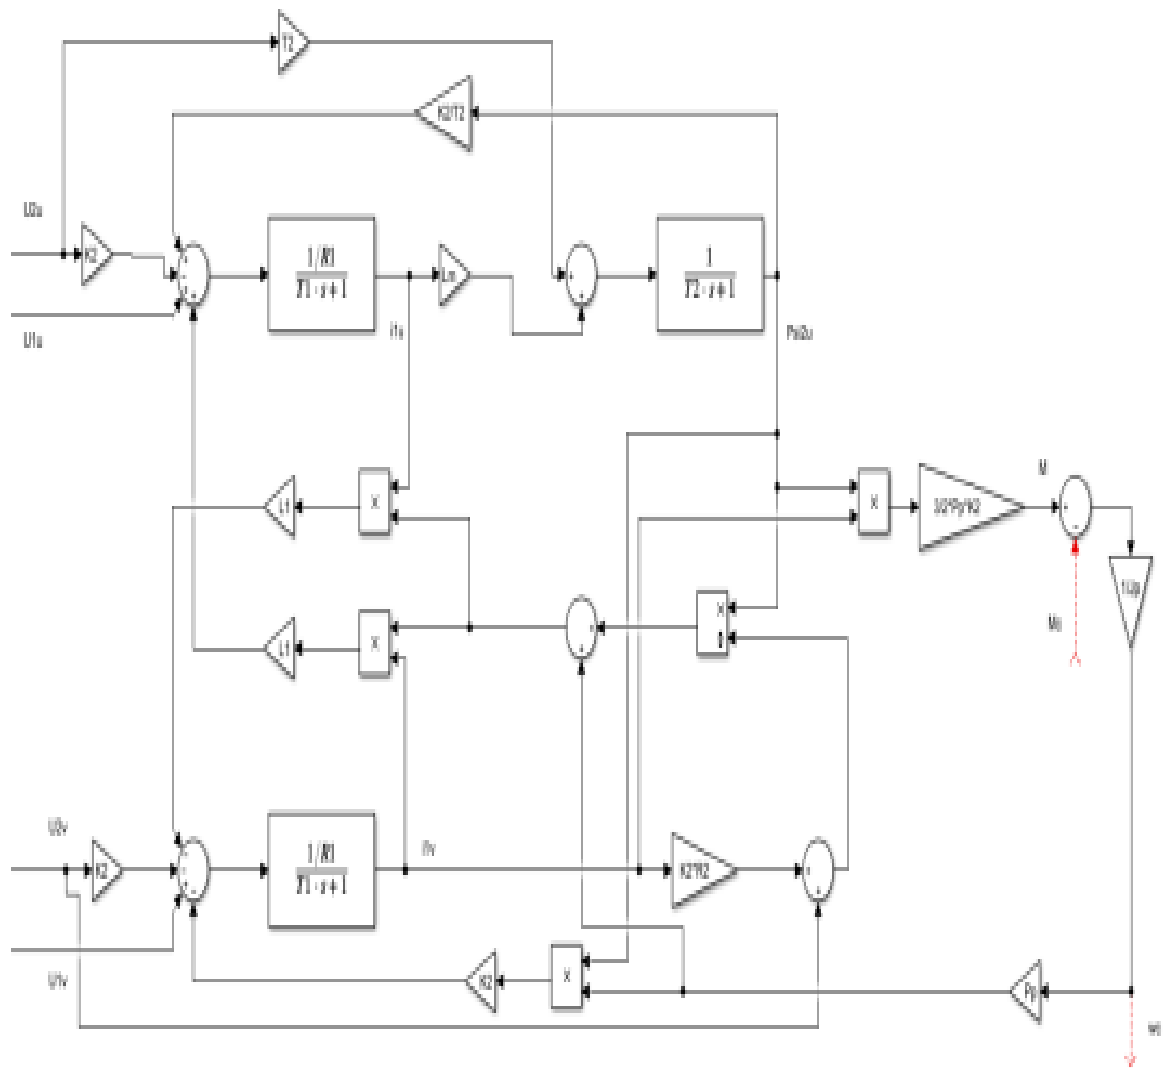 T2
K2/T2
U2u
K2
1/R1
T1·s+1
Lm
1
T2·s+1
U1u
i1u
Psi2u
L1
x
x
3/2*Pp*K2
M
1/Jp
L1
x
x
Mc
U2v
K2
1/R1
T1·s+1
i1v
K2*R2
U1v
K2
x
Pp